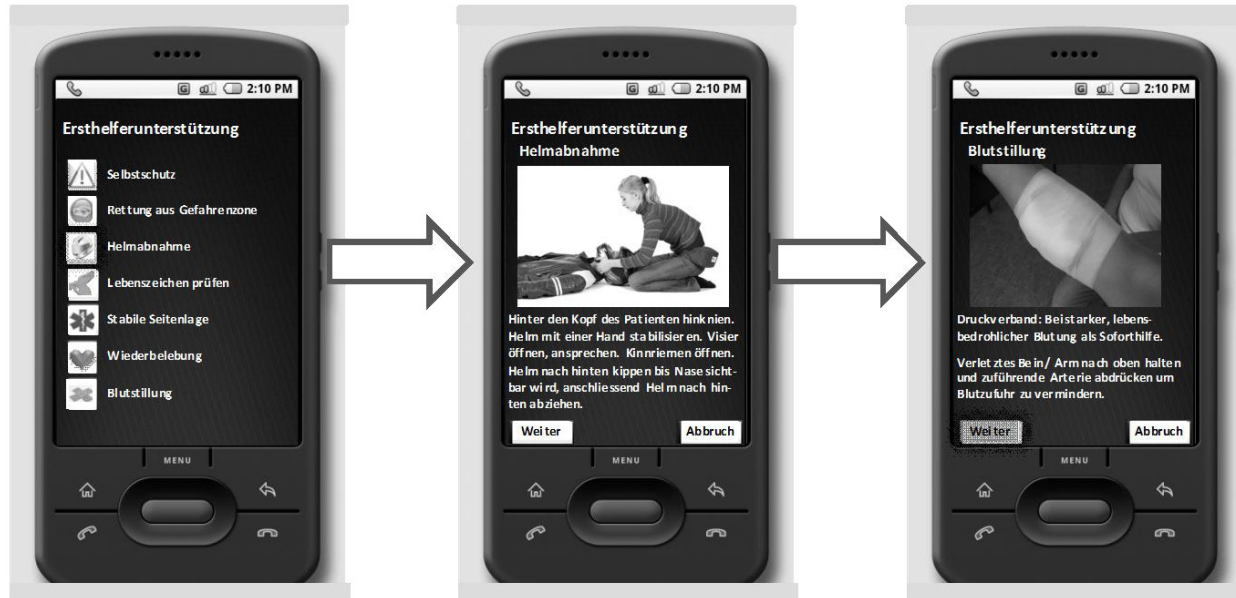 2:10 PM
Ersthelferunterstützung
Selbstschutz
Rettung aus Gefahrenzone
Helmabnahme
Lebenszeichen prüfen
Stabile Seitenlage
Wiederbelebung
Blutstillung
MENU
G 2:10 PM
Ersthelferunterstützung
Helmabnahme
Hinter den Kopf des Patienten hinknien.
Helm mit einer Hand stabilisieren. Visier
öffnen, ansprechen. Kinnriemen öffnen.
Helm nach hinten kippen bis Nase sicht-
bar wird, anschliessend Helm nach hin-
ten abziehen.
Weiter Abbruch
MENU
G 2:10 PM
Ersthelferunterstützung
Blutstillung
Druckverband: Bei starker, lebens-
bedrohlicher Blutung als Soforthilfe.
Verletztes Bein/ Arm nach oben halten
und zuführende Arterie abdrücken um
Blutzufuhr zu vermindern.
Weiter Abbruch
MENU